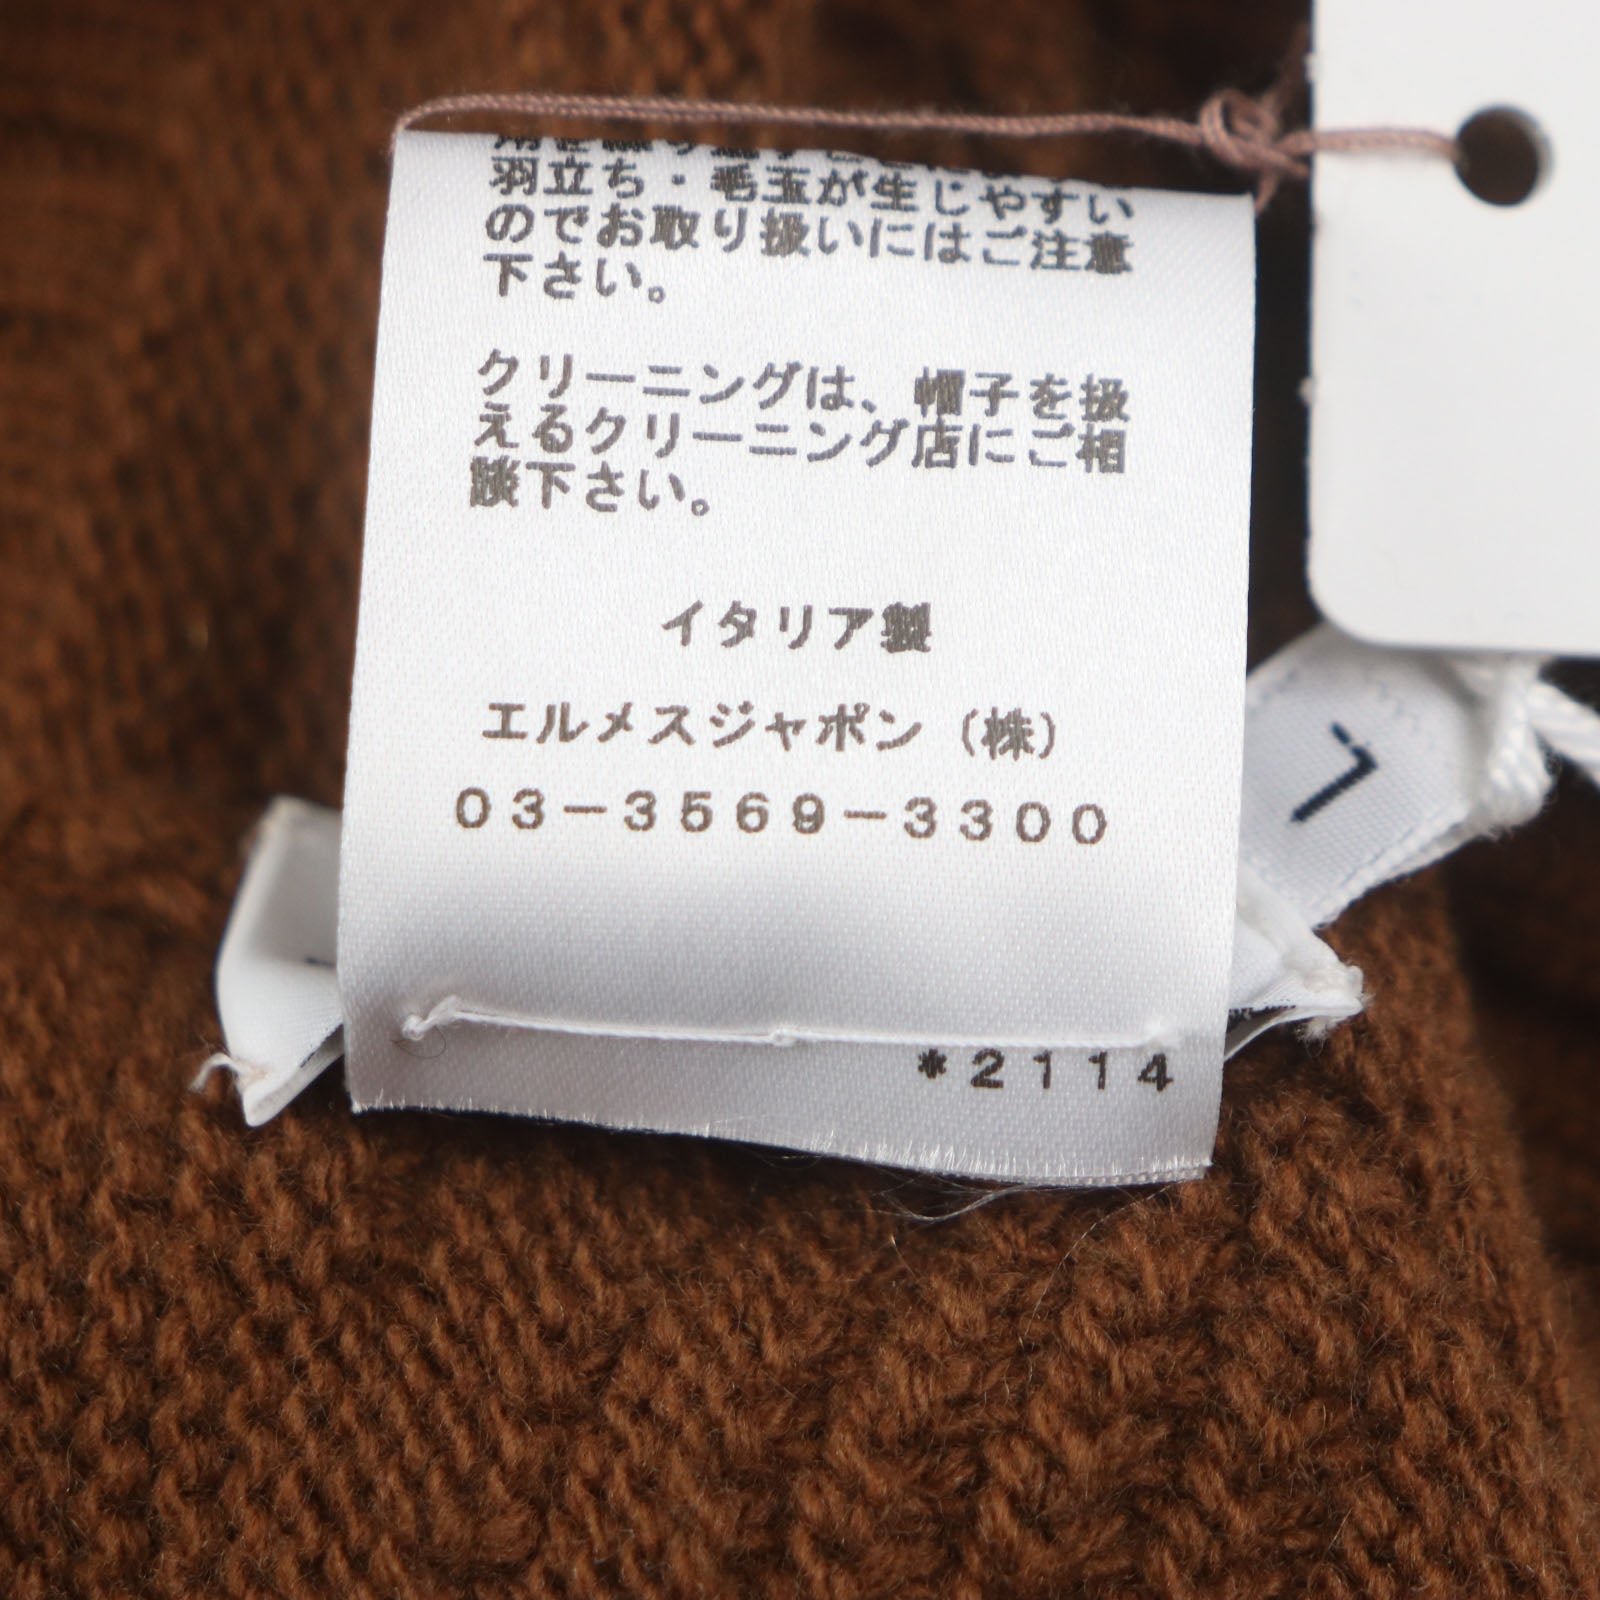 羽立ち・毛玉が生じやすい
のでお取り扱いにはご注意
下さい。
クリーニングは、帽子を扱
えるクリーニング店にご相
談下さい。
イタリア製
エルメスジャポン（株）
03-3569-3300
*2114
L